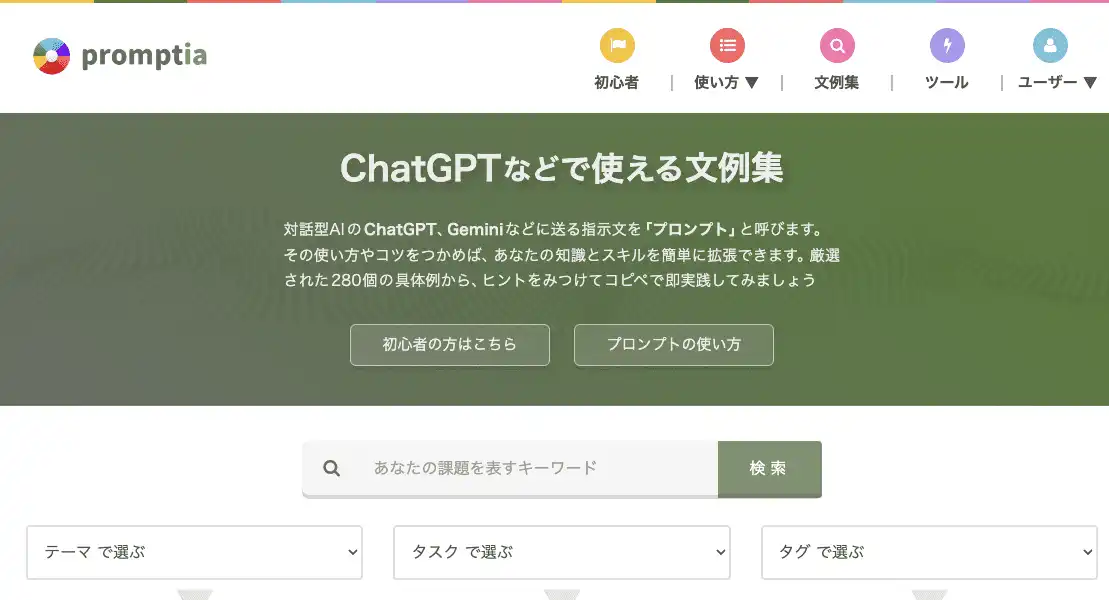 promptia
初心者 | 使い方 ▼ | 文例集 | ツール | ユーザー ▼
ChatGPTなどで使える文例集
対話型AIのChatGPT、Geminiなどに送る指示文を「プロンプト」と呼びます。
その使い方やコツをつかめば、あなたの知識とスキルを簡単に拡張できます。厳選
された280個の具体例から、ヒントをみつけてコピペで即実践してみましょう
初心者の方はこちら プロンプトの使い方
あなたの課題を表すキーワード 検 索
テーマ で選ぶ タスク で選ぶ タグ で選ぶ